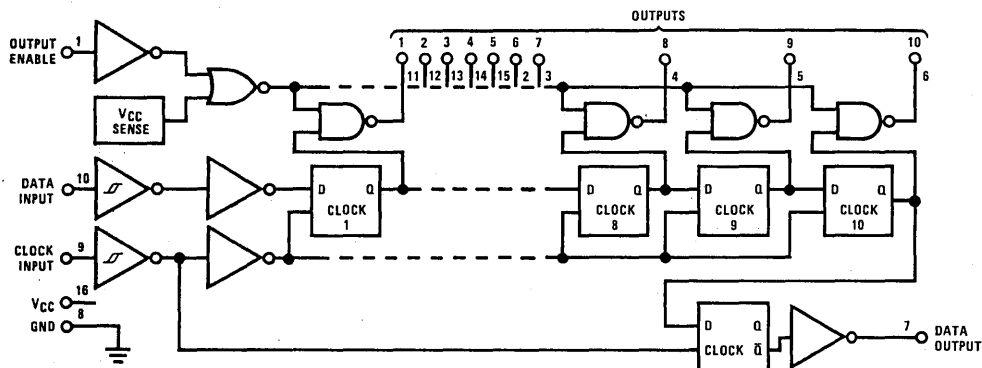 OUTPUTS
OUTPUT
ENABLE
1
1 2 3 4 5 6 7 8 9 10
11 12 13 14 15 2 3 4 5 6
VCC
SENSE
DATA
INPUT
10
D Q
CLOCK
1
D Q
CLOCK
8
D Q
CLOCK
9
D Q
CLOCK
10
CLOCK
INPUT
9
VCC
16
GND
8
D Q
CLOCK Q̅
7
DATA
OUTPUT